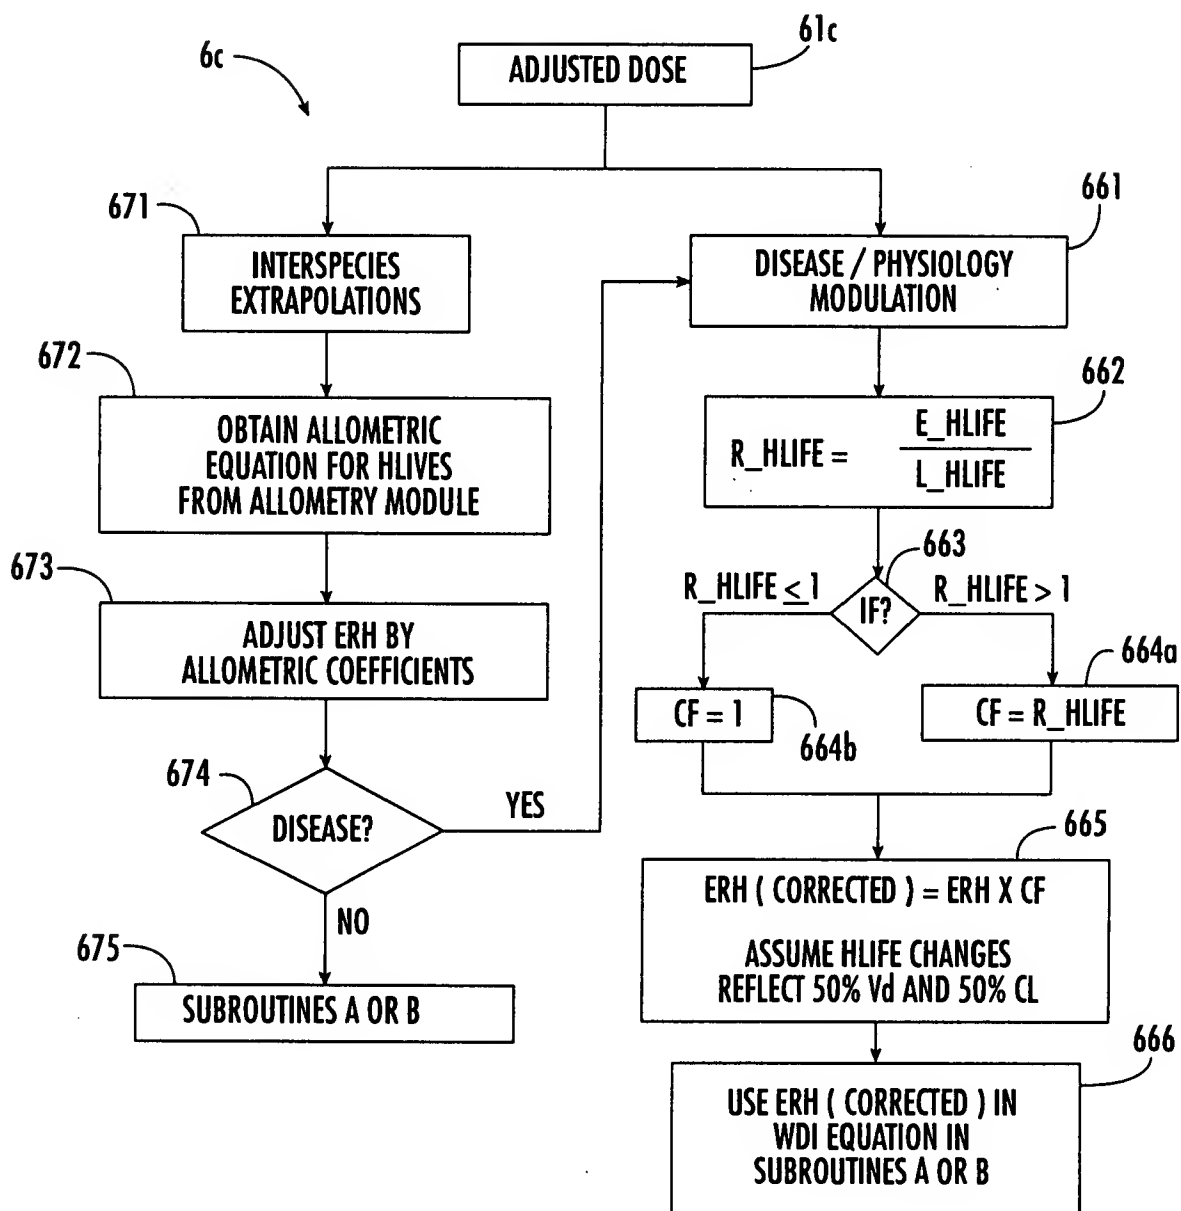 6c
61c
ADJUSTED DOSE
671
INTERSPECIES
EXTRAPOLATIONS
672
OBTAIN ALLOMETRIC
EQUATION FOR HLIVES
FROM ALLOMETRY MODULE
673
ADJUST ERH BY
ALLOMETRIC COEFFICIENTS
674
DISEASE?
YES
NO
675
SUBROUTINES A OR B
661
DISEASE / PHYSIOLOGY
MODULATION
662
R_HLIFE = E_HLIFE
L_HLIFE
663
R_HLIFE ≤ 1
IF?
R_HLIFE > 1
664a
CF = 1
664b
CF = R_HLIFE
665
ERH ( CORRECTED ) = ERH X CF
ASSUME HLIFE CHANGES
REFLECT 50% Vd AND 50% CL
666
USE ERH ( CORRECTED ) IN
WDI EQUATION IN
SUBROUTINES A OR B